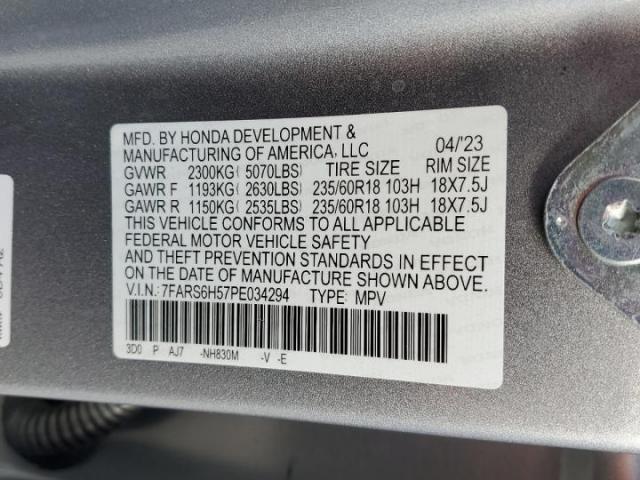 MFD. BY HONDA DEVELOPMENT &
MANUFACTURING OF AMERICA, LLC 04/'23
GVWR 2300KG ( 5070LBS) TIRE SIZE RIM SIZE
GAWR F 1193KG ( 2630LBS) 235/60R18 103H 18X7.5J
GAWR R 1150KG ( 2535LBS) 235/60R18 103H 18X7.5J
THIS VEHICLE CONFORMS TO ALL APPLICABLE
FEDERAL MOTOR VEHICLE SAFETY
AND THEFT PREVENTION STANDARDS IN EFFECT
ON THE DATE OF MANUFACTURE SHOWN ABOVE.
V.I.N.: 7FARS6H57PE034294 TYPE: MPV
3D0 P AJ7 -NH830M -V -E